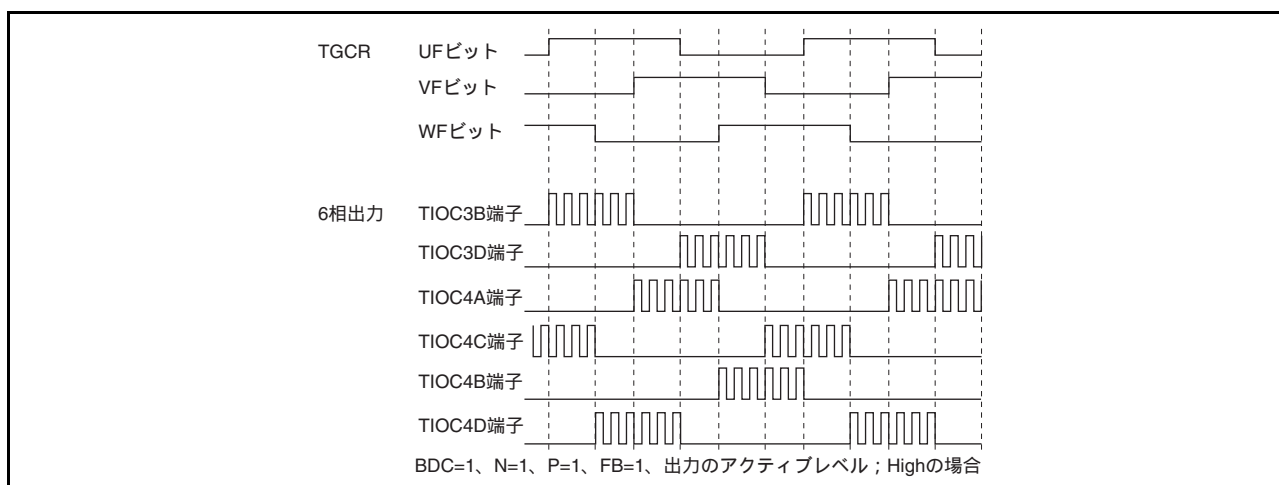 TGCR UFビット
VFビット
WFビット
6相出力 TIOC3B端子
TIOC3D端子
TIOC4A端子
TIOC4C端子
TIOC4B端子
TIOC4D端子
BDC=1、N=1、P=1、FB=1、出力のアクティブレベル；Highの場合